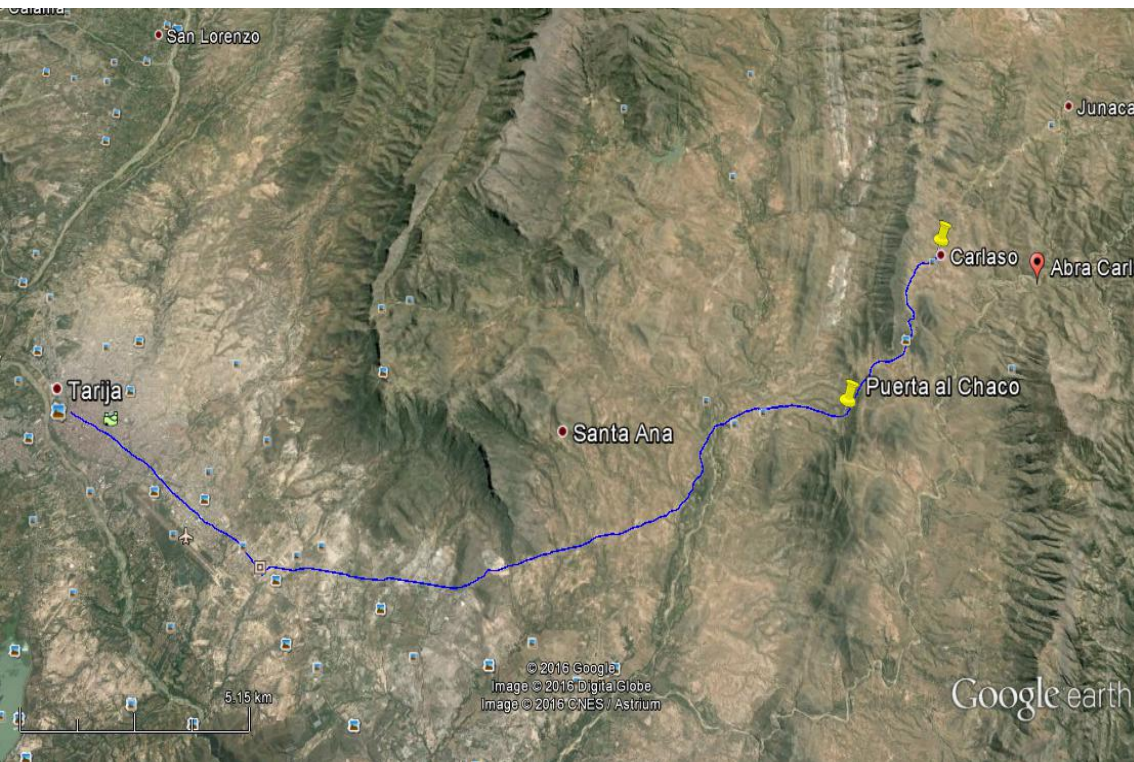 Calama
San Lorenzo
Junaca
Carlaso
Abra Carl
Tarija
Puerta al Chaco
Santa Ana
© 2016 Google
Image © 2016 DigitalGlobe
Image © 2016 CNES / Astrium
5.15 km
Google earth